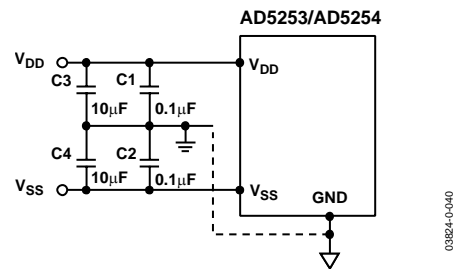 AD5253/AD5254
VDD
C3
C1
VDD
10μF
0.1μF
C4
C2
10μF
0.1μF
VSS
VSS
GND
03824-0-040